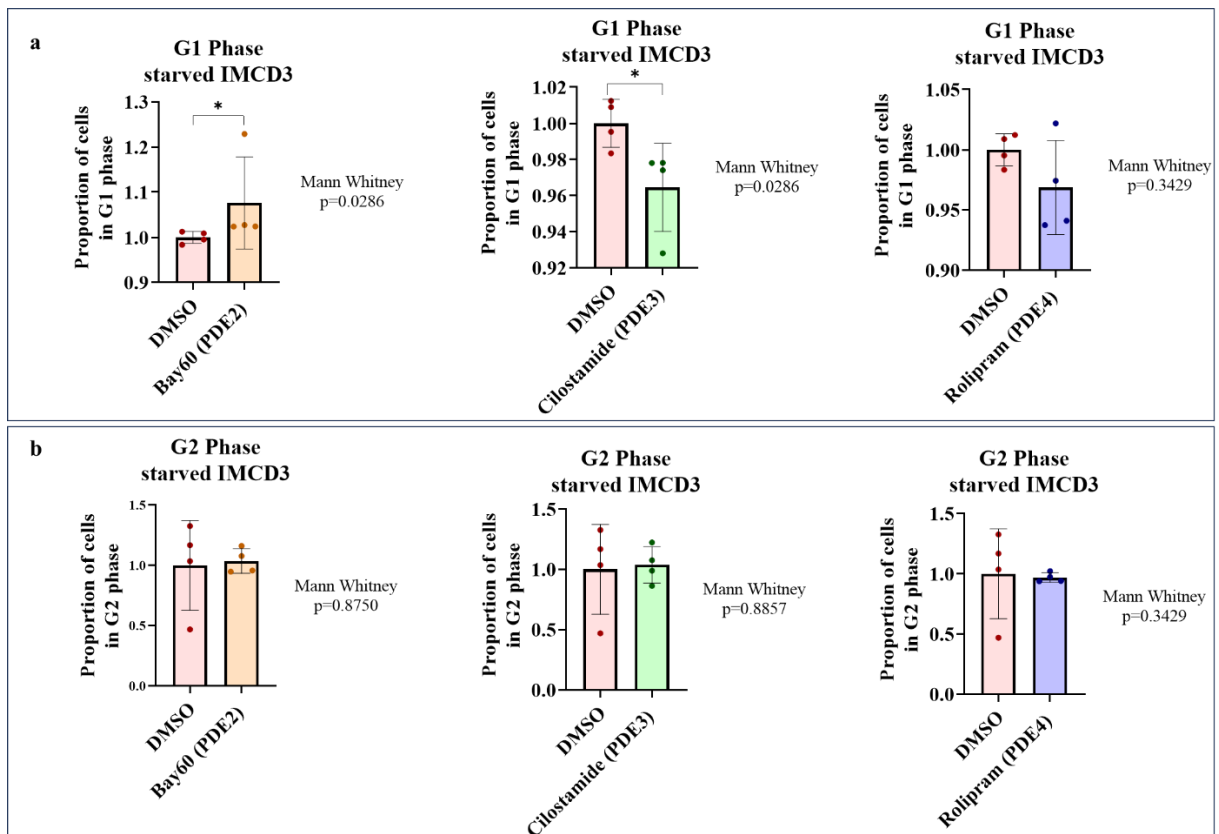 a
G1 Phase
starved IMCD3
*
Proportion of cells
in G1 phase
1.3
1.2
1.1
1.0
0.9
DMSO
Bay60 (PDE2)
Mann Whitney
p=0.0286
G1 Phase
starved IMCD3
*
Proportion of cells
in G1 phase
1.02
1.00
0.98
0.96
0.94
0.92
DMSO
Cilostamide (PDE3)
Mann Whitney
p=0.0286
G1 Phase
starved IMCD3
Proportion of cells
in G1 phase
1.05
1.00
0.95
0.90
DMSO
Rolipram (PDE4)
Mann Whitney
p=0.3429
b
G2 Phase
starved IMCD3
Proportion of cells
in G2 phase
1.5
1.0
0.5
0.0
DMSO
Bay60 (PDE2)
Mann Whitney
p=0.8750
G2 Phase
starved IMCD3
Proportion of cells
in G2 phase
1.5
1.0
0.5
0.0
DMSO
Cilostamide (PDE3)
Mann Whitney
p=0.8857
G2 Phase
starved IMCD3
Proportion of cells
in G2 phase
1.5
1.0
0.5
0.0
DMSO
Rolipram (PDE4)
Mann Whitney
p=0.3429